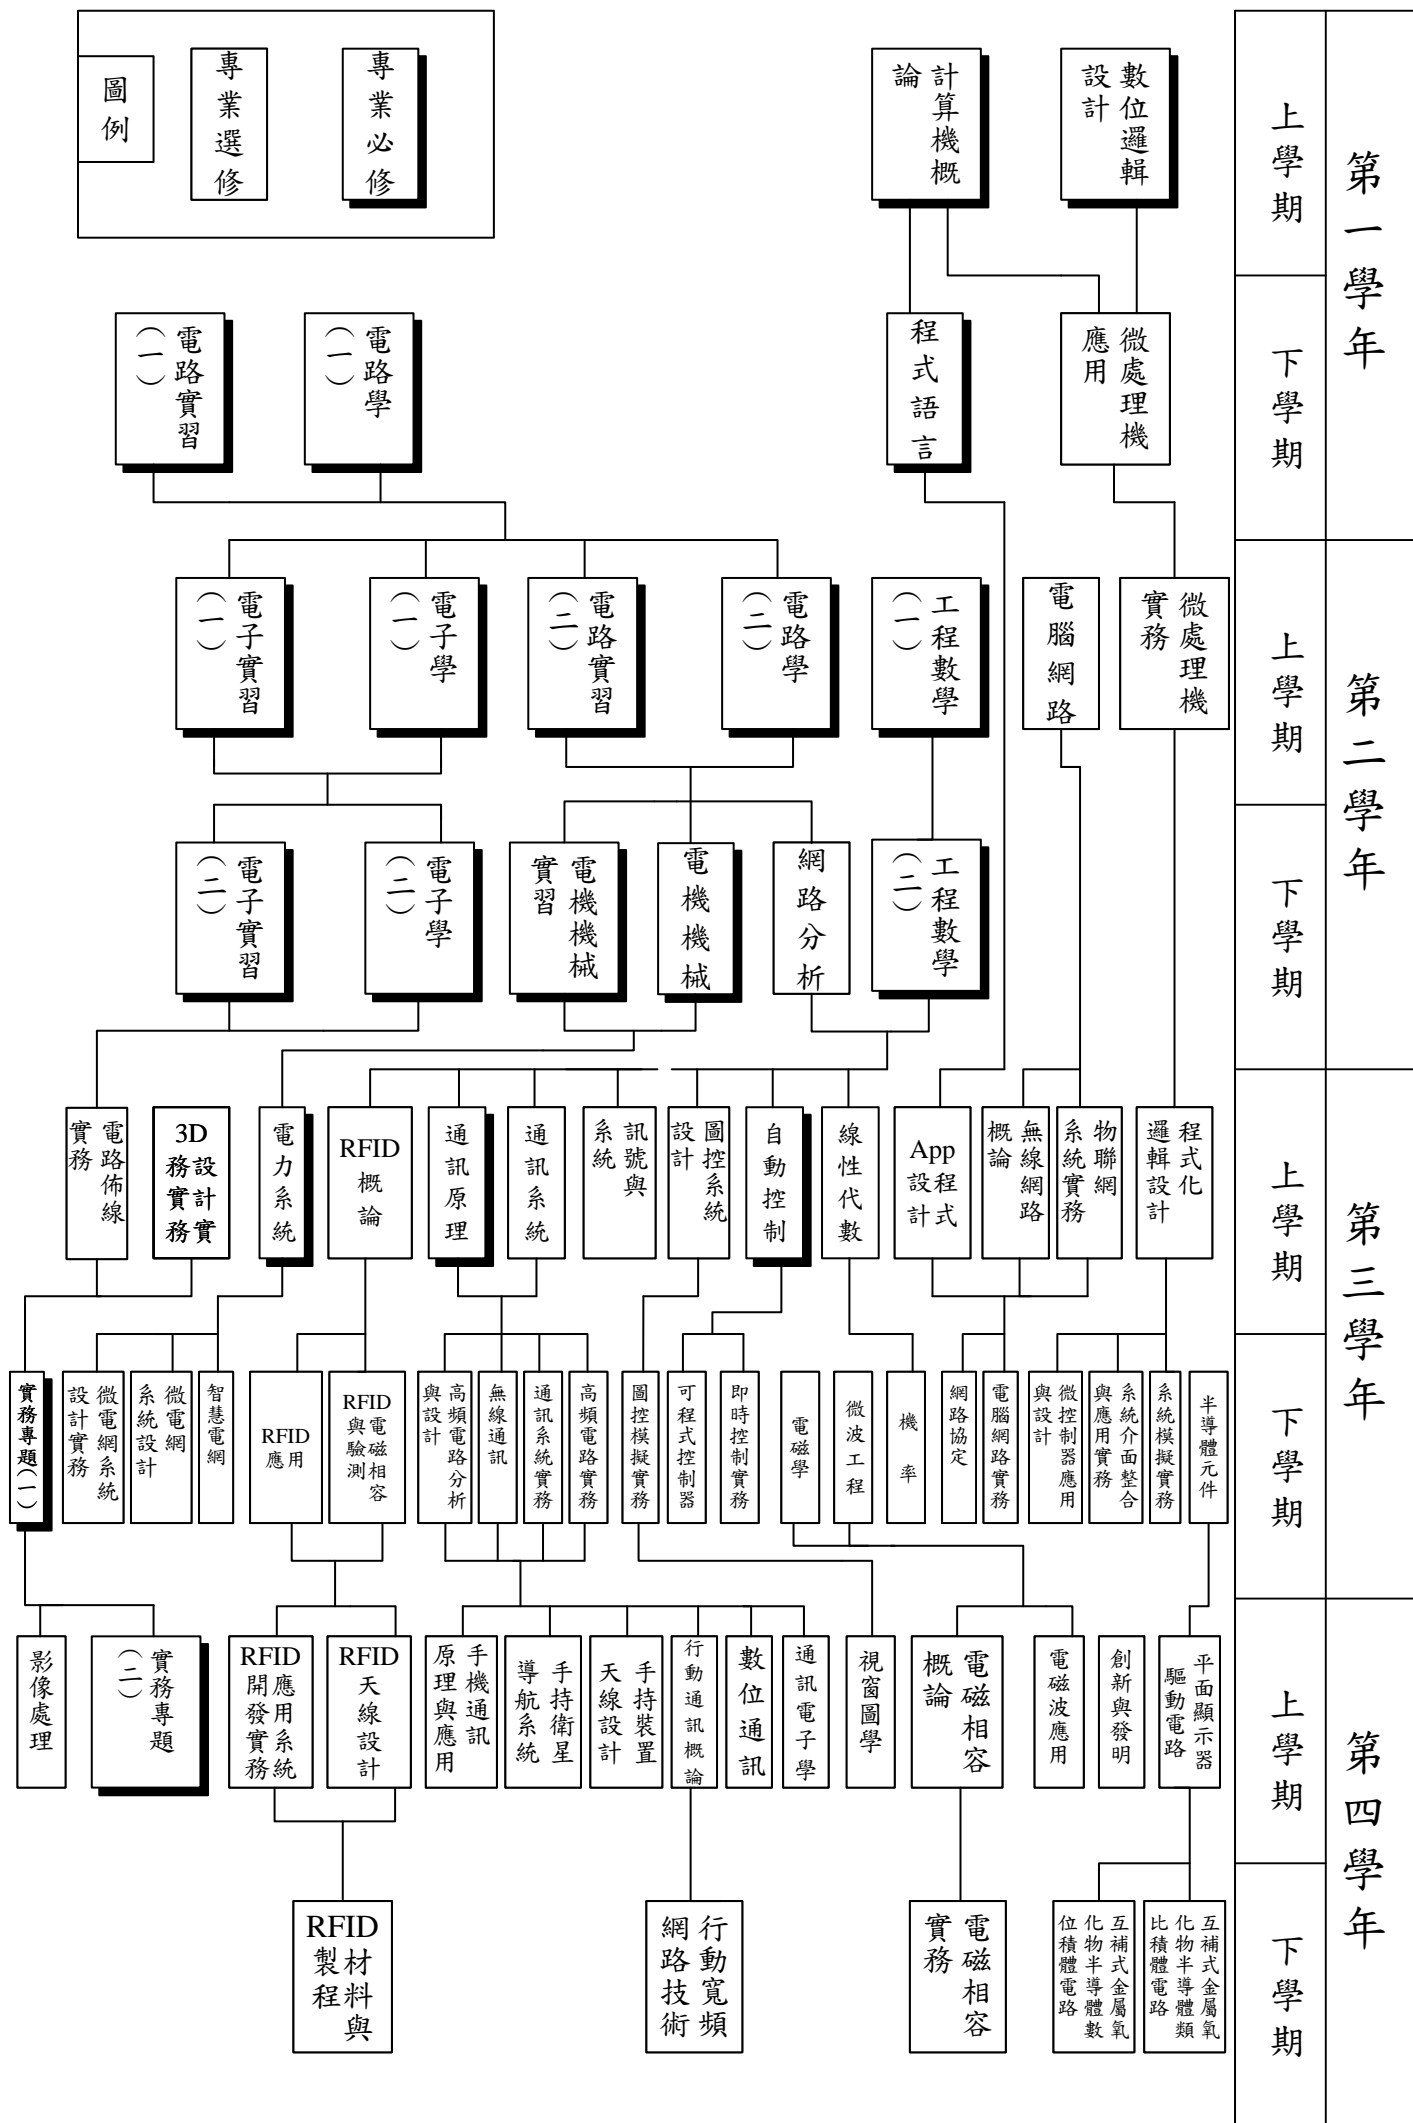 圖例
專業選修
專業必修
計算機概
論
數位邏輯
設計
第一學年
上學期
下學期
電路實習
（一）
電路學
（一）
程式語言
微處理機
應用
第二學年
上學期
電子實習
（一）
電子學
（一）
電路實習
（二）
電路學
（二）
工程數學
（一）
電腦網路
微處理機
實務
下學期
電子實習
（二）
電子學
（二）
電機機械
實習
電機機械
網路分析
工程數學
（二）
第三學年
上學期
電路佈線
實務
3D
設計實
務實務
電力系統
RFID
概論
通訊原理
通訊系統
訊號與
系統
圖控系統
設計
自動控制
線性代數
App程式
設計
無線網路
概論
物聯網
系統實務
程式化
邏輯設計
下學期
實務專題(一)
微電網系統
設計實務
微電網
系統設計
智慧電網
RFID
應用
RFID電磁相容
與驗測
高頻電路分析
與設計
無線通訊
通訊系統實務
高頻電路實務
圖控模擬實務
可程式控制器
即時控制實務
電磁學
微波工程
機率
網路協定
電腦網路實務
微控制器應用
與設計
系統介面整合
與應用實務
系統模擬實務
半導體元件
第四學年
上學期
影像處理
實務專題
（二）
RFID應用系統
開發實務
RFID
天線設計
手機通訊
原理與應用
手持衛星
導航系統
手持裝置
天線設計
行動通訊概論
數位通訊
通訊電子學
視窗圖學
電磁相容
概論
電磁波應用
創新與發明
平面顯示器
驅動電路
下學期
RFID
材料與
製程
行動寬頻
網路技術
電磁相容
實務
互補式金屬氧
化物半導體數
位積體電路
互補式金屬氧
化物半導體類
比積體電路